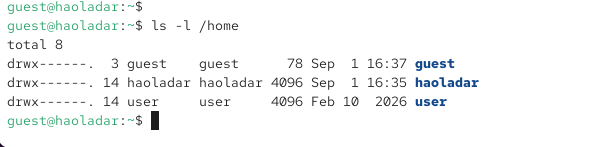 guest@haoladar:~$
guest@haoladar:~$ ls -l /home
total 8
drwx------.  3 guest    guest      78 Sep  1 16:37 guest
drwx------. 14 haoladar haoladar 4096 Sep  1 16:35 haoladar
drwx------. 14 user     user     4096 Feb 10  2026 user
guest@haoladar:~$